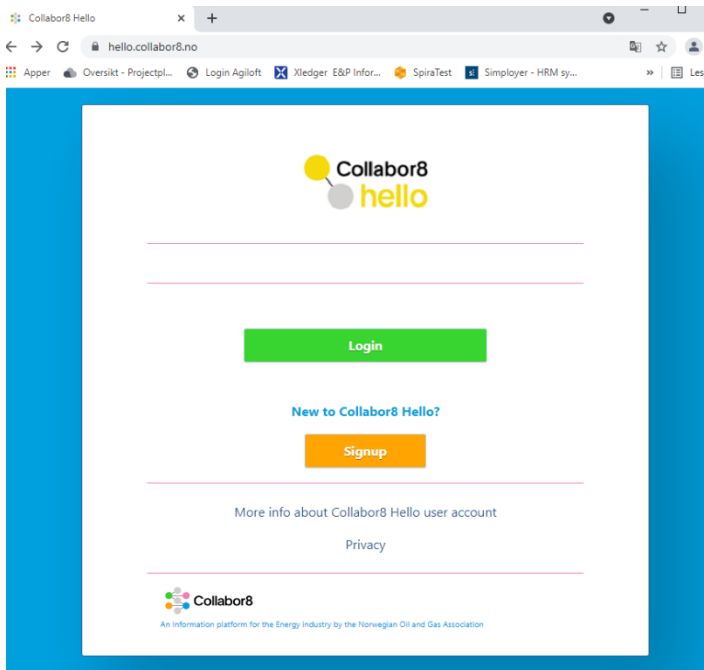 Collabor8 Hello
hello.collabor8.no
Apper Oversikt - Projectpl... Login Agiloft Xledger E&P Infor... SpiraTest Simployer - HRM sy... » Les
Collabor8
hello
Login
New to Collabor8 Hello?
Signup
More info about Collabor8 Hello user account
Privacy
Collabor8
An Information platform for the Energy industry by the Norwegian Oil and Gas Association